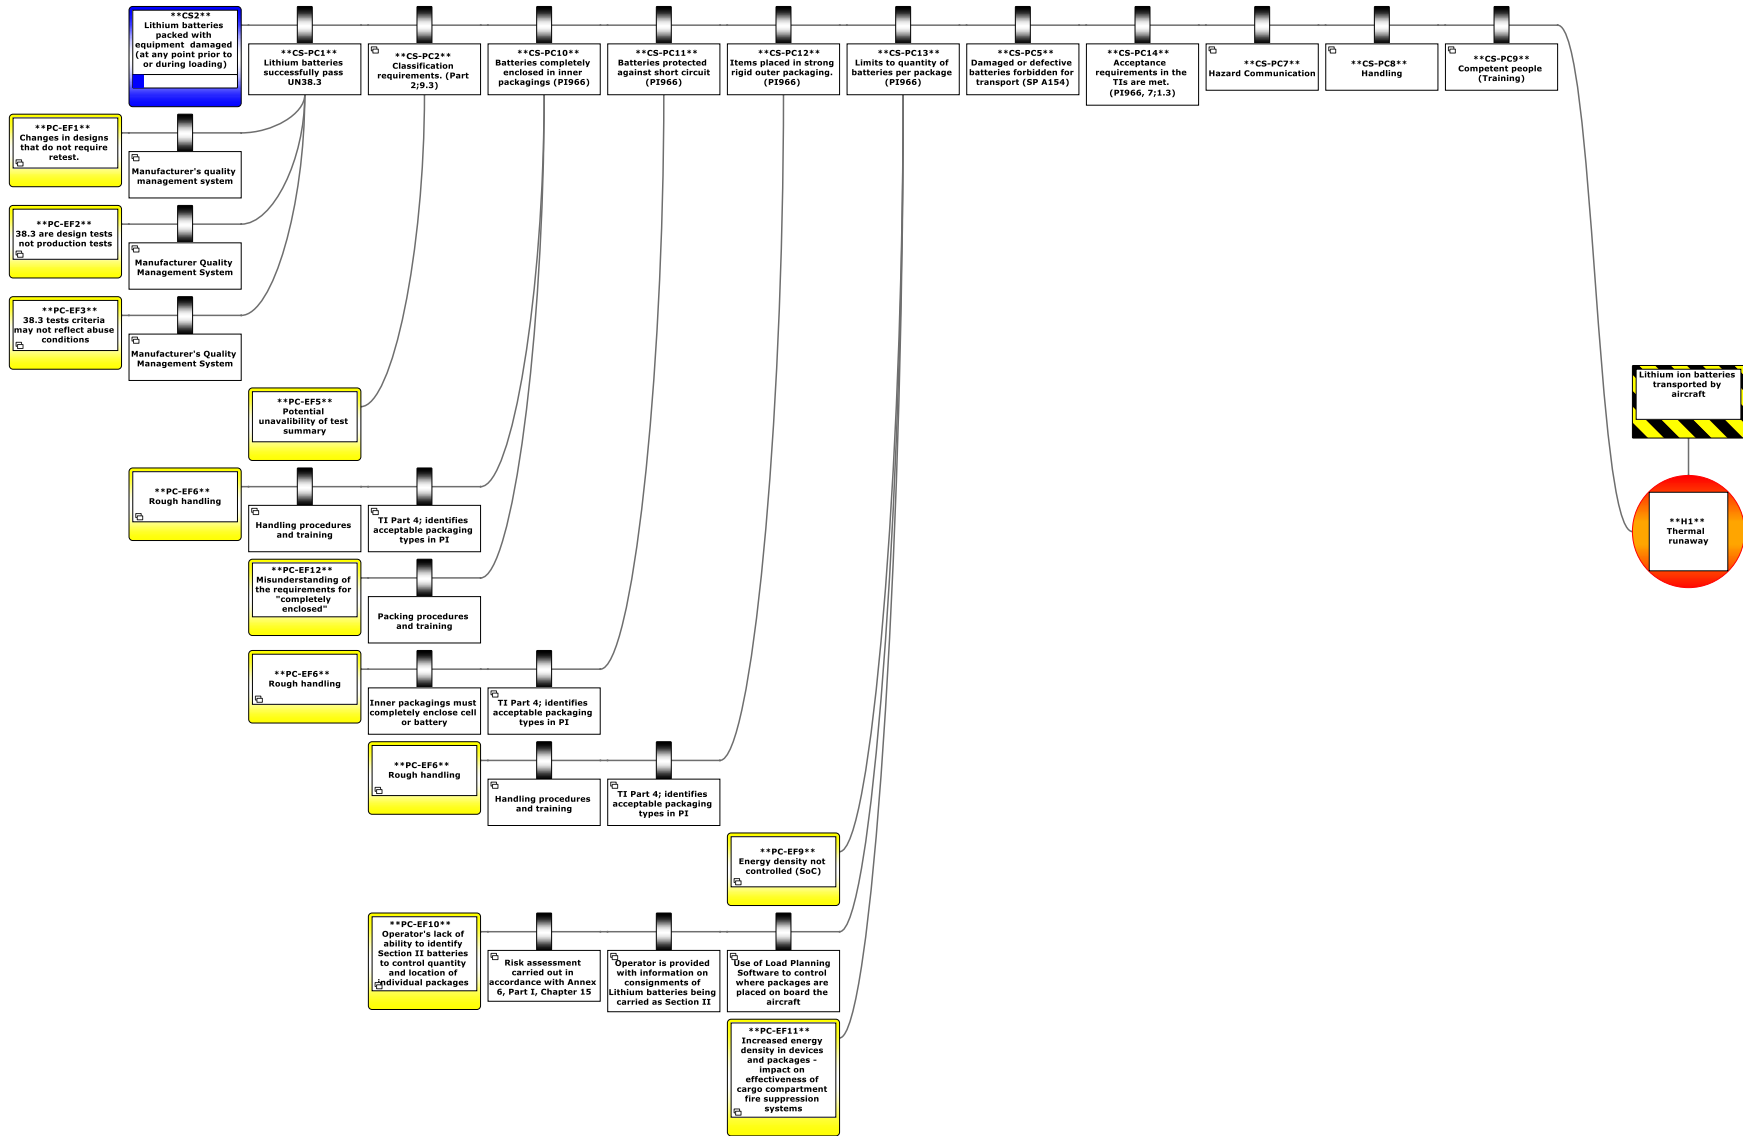 **CS2**
Lithium batteries
packed with
equipment damaged
(at any point prior to
or during loading)
**CS-PC1**
Lithium batteries
successfully pass
UN38.3
**CS-PC2**
Classification
requirements. (Part
2;9.3)
**CS-PC10**
Batteries completely
enclosed in inner
packagings (PI966)
**CS-PC11**
Batteries protected
against short circuit
(PI966)
**CS-PC12**
Items placed in strong
rigid outer packaging.
(PI966)
**CS-PC13**
Limits to quantity of
batteries per package
(PI966)
**CS-PC5**
Damaged or defective
batteries forbidden for
transport (SP A154)
**CS-PC14**
Acceptance
requirements in the
TIs are met.
(PI966, 7;1.3)
**CS-PC7**
Hazard Communication
**CS-PC8**
Handling
**CS-PC9**
Competent people
(Training)
**PC-EF1**
Changes in designs
that do not require
retest.
Manufacturer's quality
management system
**PC-EF2**
38.3 are design tests
not production tests
Manufacturer Quality
Management System
**PC-EF3**
38.3 tests criteria
may not reflect abuse
conditions
Manufacturer's Quality
Management System
Lithium ion batteries
transported by
aircraft
**H1**
Thermal
runaway
**PC-EF5**
Potential
unavalibility of test
summary
**PC-EF6**
Rough handling
Handling procedures
and training
TI Part 4; identifies
acceptable packaging
types in PI
**PC-EF12**
Misunderstanding of
the requirements for
"completely
enclosed"
Packing procedures
and training
**PC-EF6**
Rough handling
Inner packagings must
completely enclose cell
or battery
TI Part 4; identifies
acceptable packaging
types in PI
**PC-EF6**
Rough handling
Handling procedures
and training
TI Part 4; identifies
acceptable packaging
types in PI
**PC-EF9**
Energy density not
controlled (SoC)
**PC-EF10**
Operator's lack of
ability to identify
Section II batteries
to control quantity
and location of
individual packages
Risk assessment
carried out in
accordance with Annex
6, Part I, Chapter 15
Operator is provided
with information on
consignments of
Lithium batteries being
carried as Section II
Use of Load Planning
Software to control
where packages are
placed on board the
aircraft
**PC-EF11**
Increased energy
density in devices
and packages -
impact on
effectiveness of
cargo compartment
fire suppression
systems